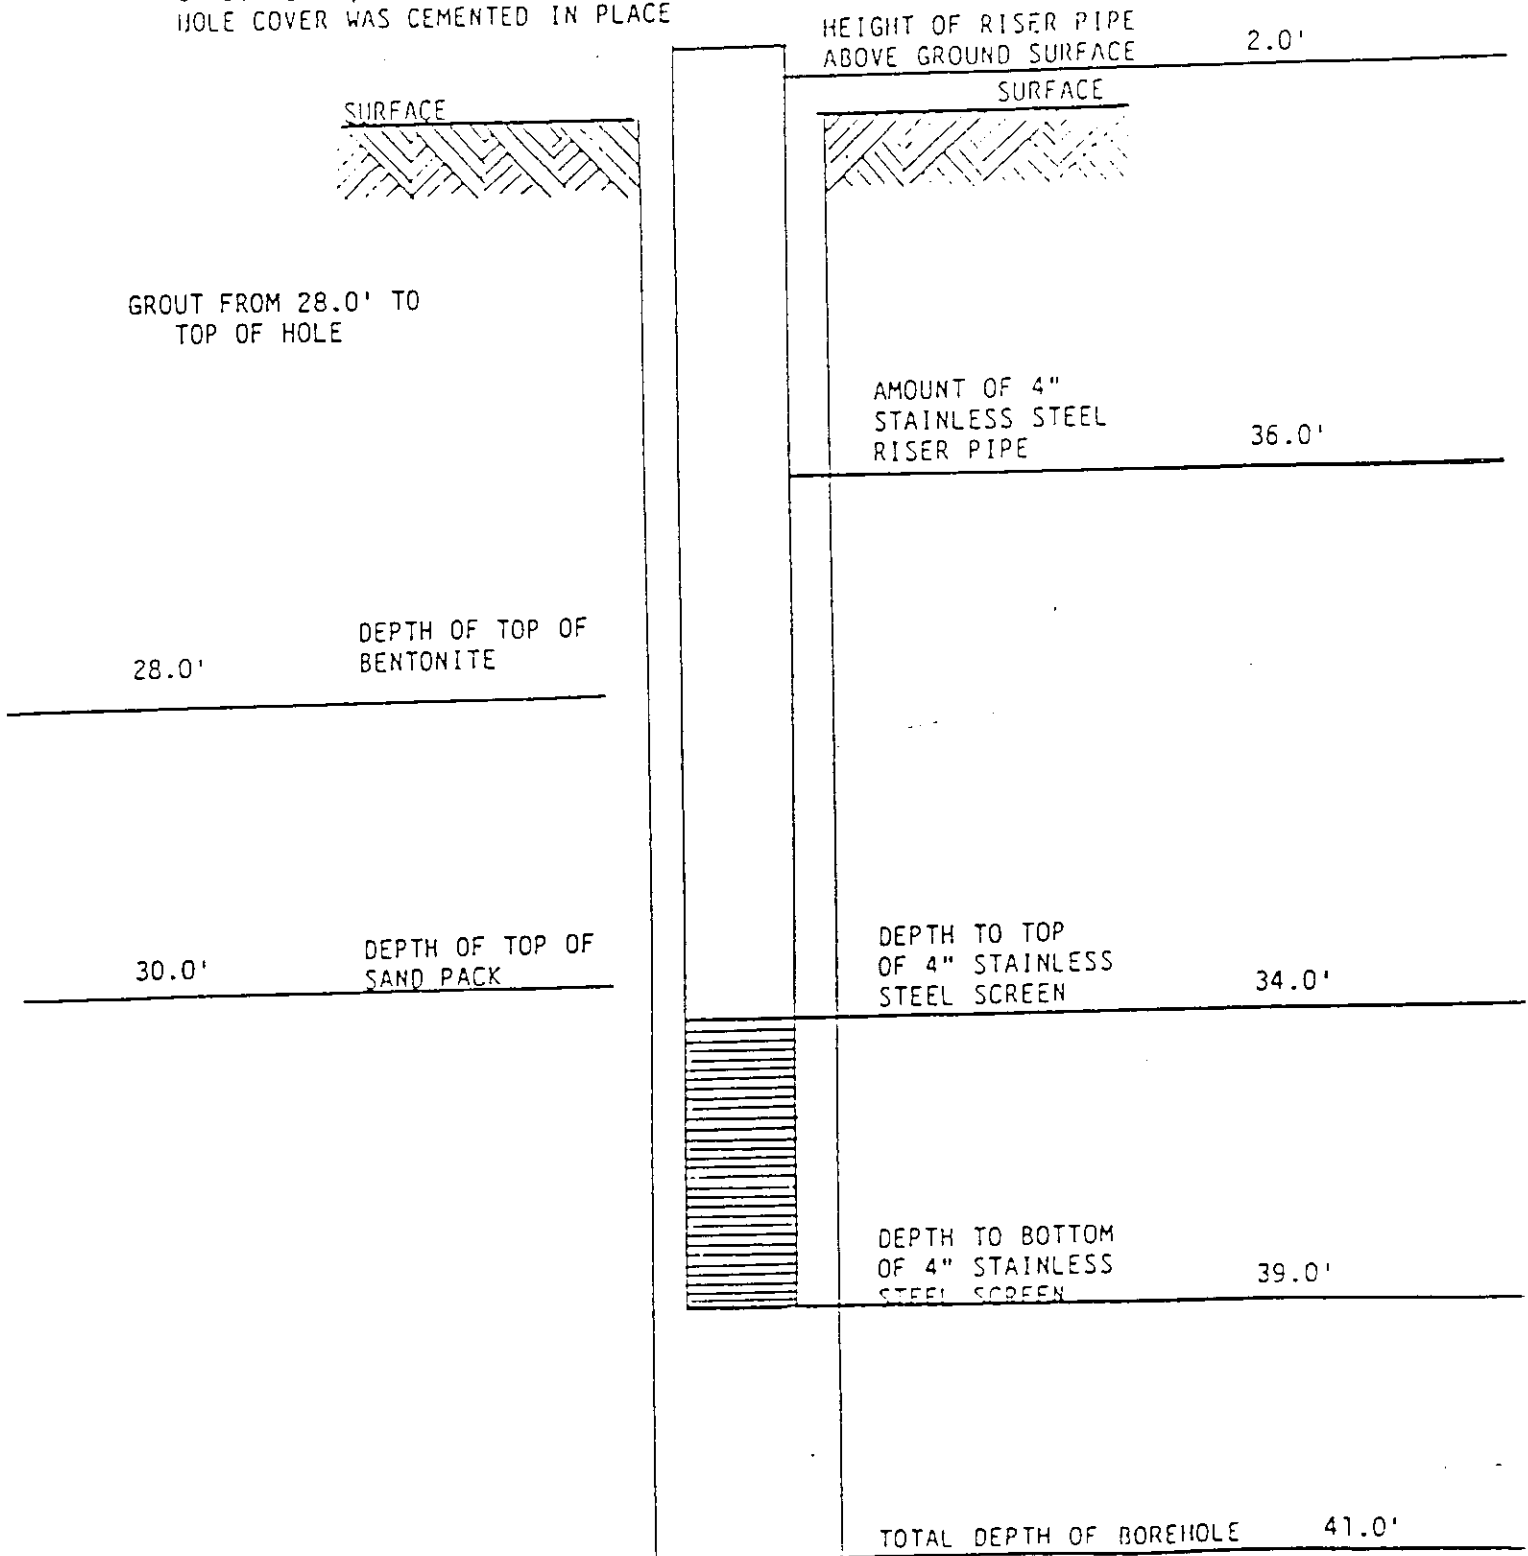 HOLE COVER WAS CEMENTED IN PLACE
HEIGHT OF RISER PIPE
ABOVE GROUND SURFACE 2.0'
SURFACE
SURFACE
GROUT FROM 28.0' TO
TOP OF HOLE
AMOUNT OF 4"
STAINLESS STEEL
RISER PIPE 36.0'
DEPTH OF TOP OF
BENTONITE
28.0'
DEPTH OF TOP OF
SAND PACK
30.0'
DEPTH TO TOP
OF 4" STAINLESS
STEEL SCREEN 34.0'
DEPTH TO BOTTOM
OF 4" STAINLESS
STEEL SCREEN 39.0'
TOTAL DEPTH OF BOREHOLE 41.0'